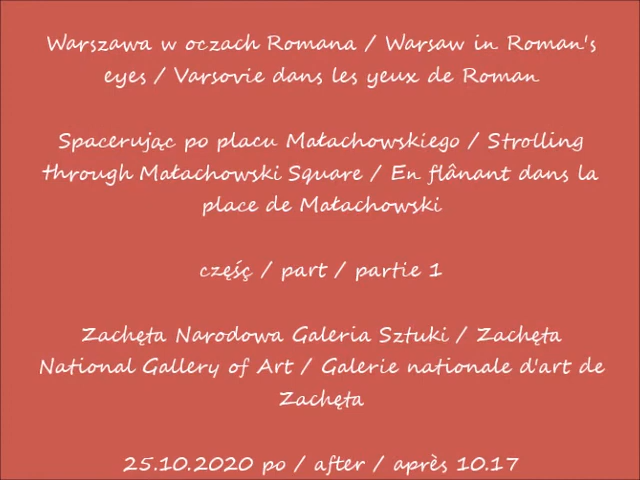 Warszawa w oczach Romana / Warsaw in Roman's
eyes / Varsovie dans les yeux de Roman
Spacerując po placu Małachowskiego / Strolling
through Małachowski Square / En flânant dans la
place de Małachowski
częśç / part / partie 1
Zachęta Narodowa Galeria Sztuki / Zachęta
National Gallery of Art / Galerie nationale d'art de
Zachęta
25.10.2020 po / after / après 10.17